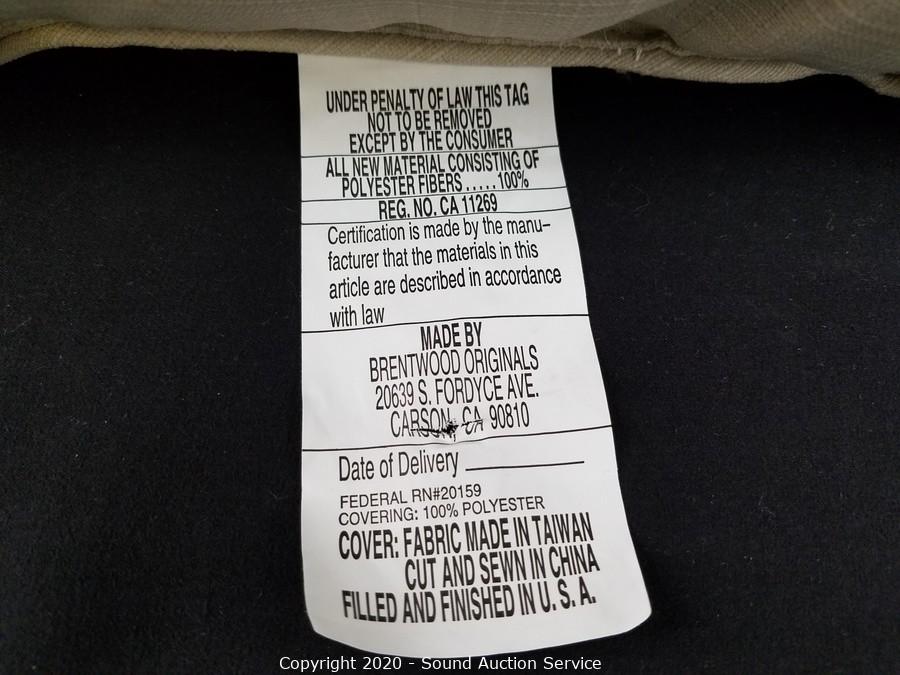 UNDER PENALTY OF LAW THIS TAG
NOT TO BE REMOVED
EXCEPT BY THE CONSUMER
ALL NEW MATERIAL CONSISTING OF
POLYESTER FIBERS .....100%
REG. NO. CA 11269
Certification is made by the manu-
facturer that the materials in this
article are described in accordance
with law
MADE BY
BRENTWOOD ORIGINALS
20639 S. FORDYCE AVE.
CARSON, CA 90810
Date of Delivery
FEDERAL RN#20159
COVERING: 100% POLYESTER
COVER: FABRIC MADE IN TAIWAN
CUT AND SEWN IN CHINA
FILLED AND FINISHED IN U. S. A.
Copyright 2020 - Sound Auction Service